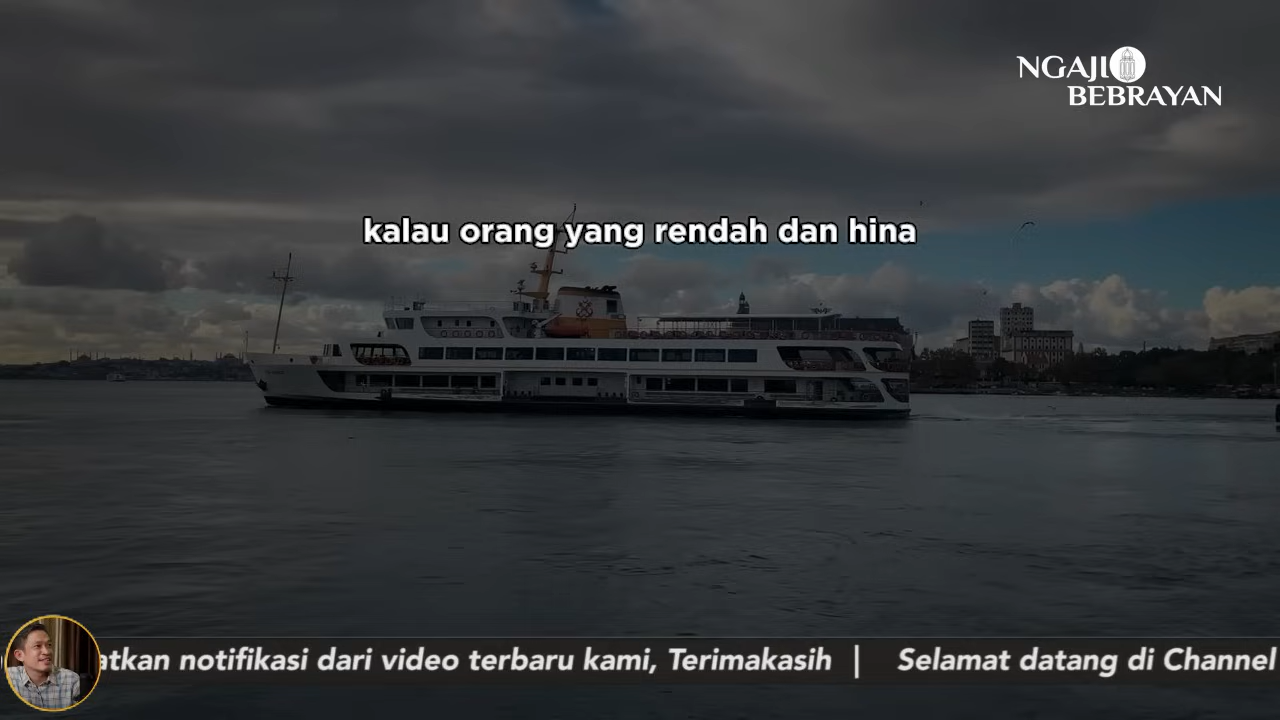 NGAJI
BEBRAYAN
kalau orang yang rendah dan hina
atkan notifikasi dari video terbaru kami, Terimakasih | Selamat datang di Channel